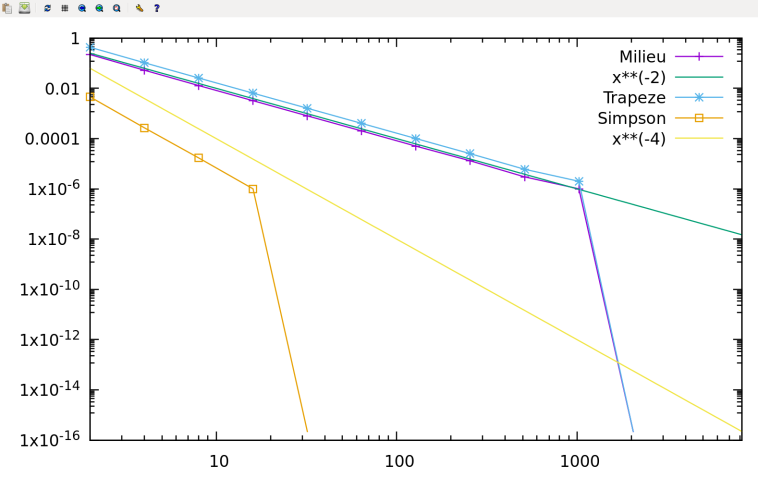 1
0.01
0.0001
1x10-6
1x10-8
1x10-10
1x10-12
1x10-14
1x10-16
10
100
1000
Milieu
x**(-2)
Trapeze
Simpson
x**(-4)